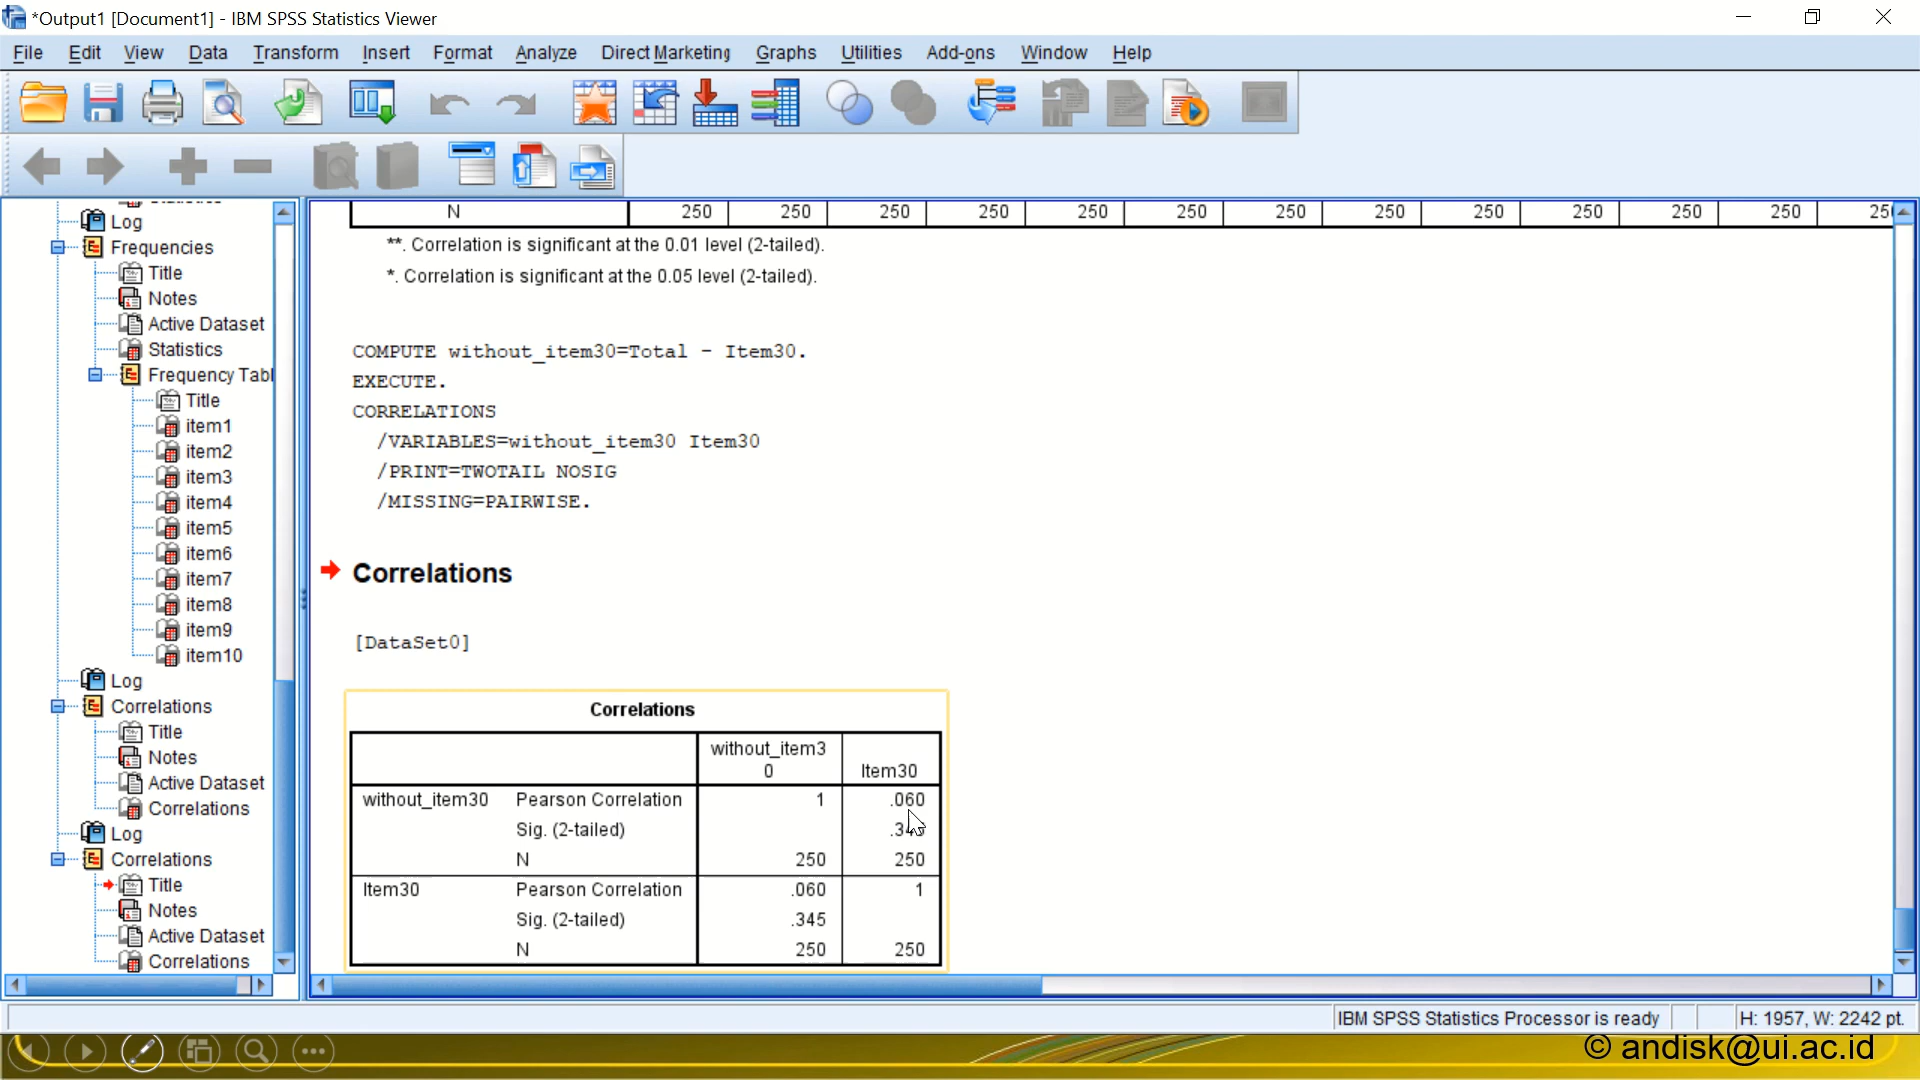 *Output1 [Document1] - IBM SPSS Statistics Viewer
File Edit View Data Transform Insert Format Analyze Direct Marketing Graphs Utilities Add-ons Window Help
Log
Frequencies
Title
Notes
Active Dataset
Statistics
Frequency Tabl
Title
item1
item2
item3
item4
item5
item6
item7
item8
item9
item10
Log
Correlations
Title
Notes
Active Dataset
Correlations
Log
Correlations
Title
Notes
Active Dataset
Correlations
N 250 250 250 250 250 250 250 250 250 250 250 250 25
**. Correlation is significant at the 0.01 level (2-tailed).
*. Correlation is significant at the 0.05 level (2-tailed).
COMPUTE without_item30=Total - Item30.
EXECUTE.
CORRELATIONS
/VARIABLES=without_item30 Item30
/PRINT=TWOTAIL NOSIG
/MISSING=PAIRWISE.
Correlations
[DataSet0]
Correlations
without_item3
0 Item30
without_item30 Pearson Correlation 1 .060
Sig. (2-tailed) .345
N 250 250
Item30 Pearson Correlation .060 1
Sig. (2-tailed) .345
N 250 250
IBM SPSS Statistics Processor is ready H: 1957, W: 2242 pt.
© andisk@ui.ac.id